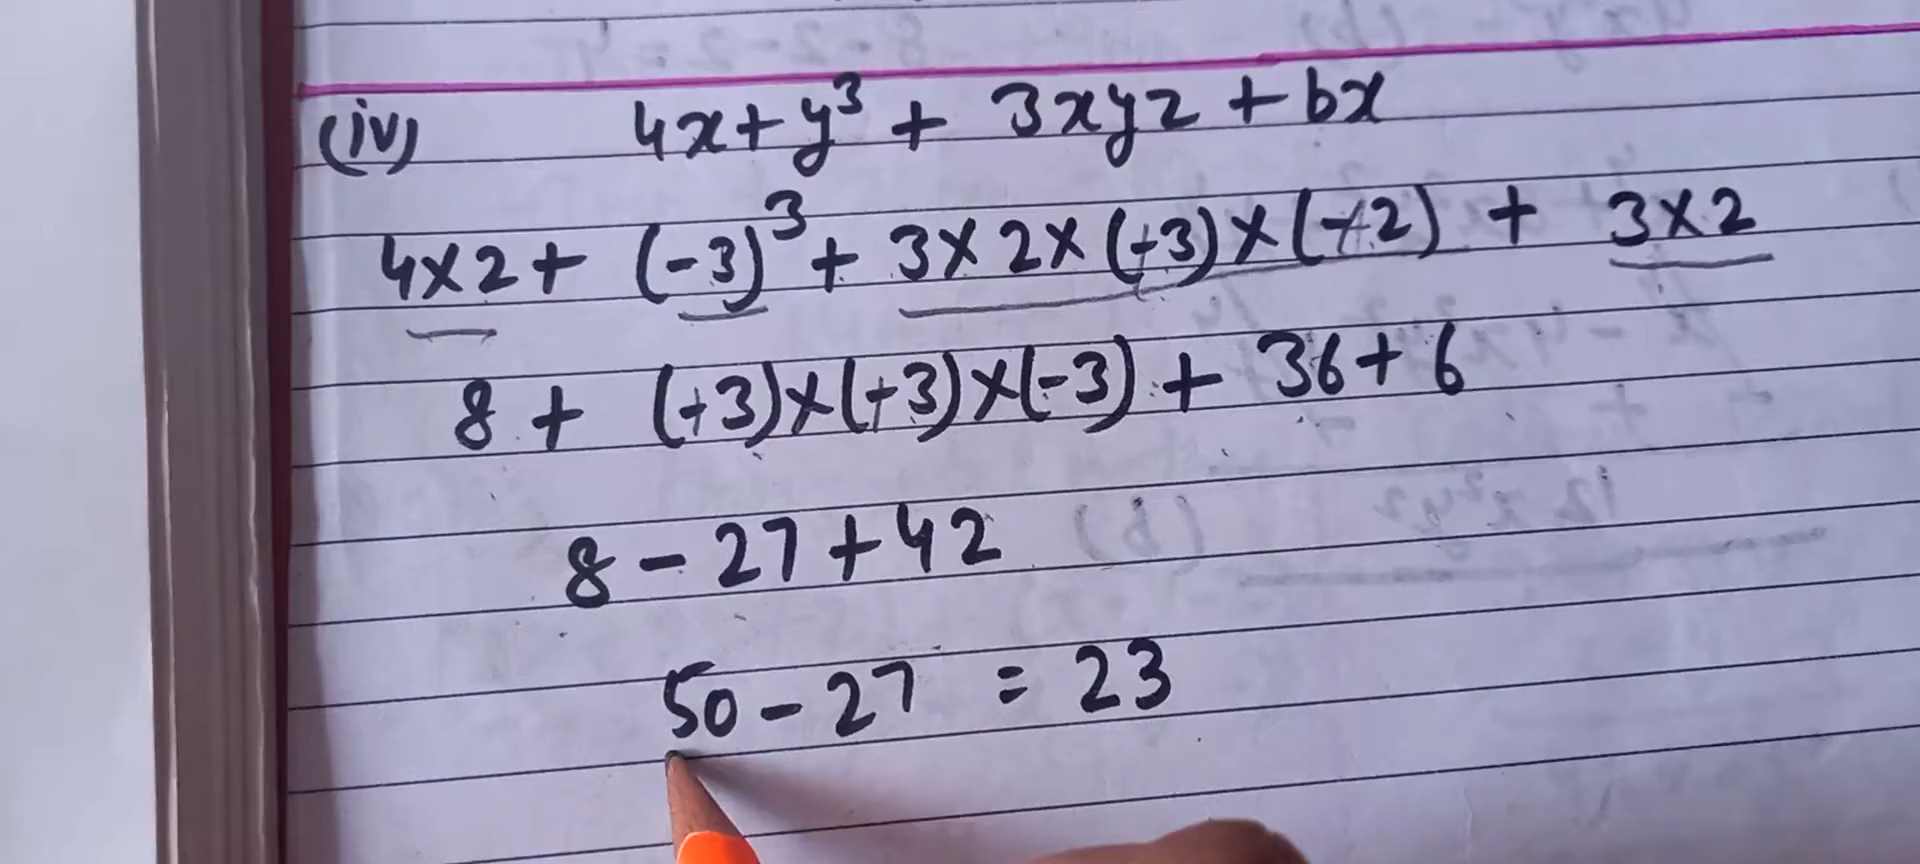 (iv) 4x + y³ + 3xyz + bx
4×2 + (-3)³ + 3×2×(-3)×(-2) + 3×2
8 + (-3)×(-3)×(-3) + 36 + 6
8 - 27 + 42
50 - 27 = 23